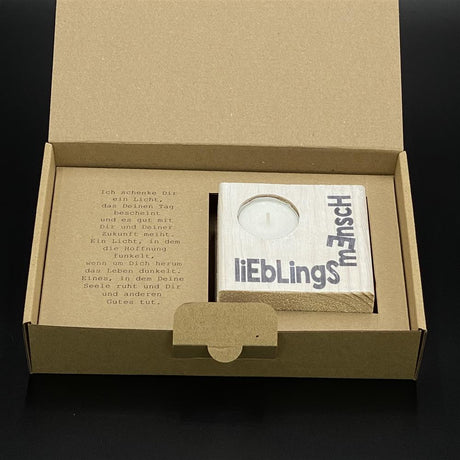 Ich schenke Dir
ein Licht,
das Deinen Tag
bescheint
und es gut mit
Dir und Deiner
Zukunft meint.
Ein Licht, in dem
die Hoffnung
funkelt,
wenn um Dich herum
das Leben dunkelt.
Eines, in dem Deine
Seele ruht und Dir
und anderen
Gutes tut.
liEbLingS
mEnscH